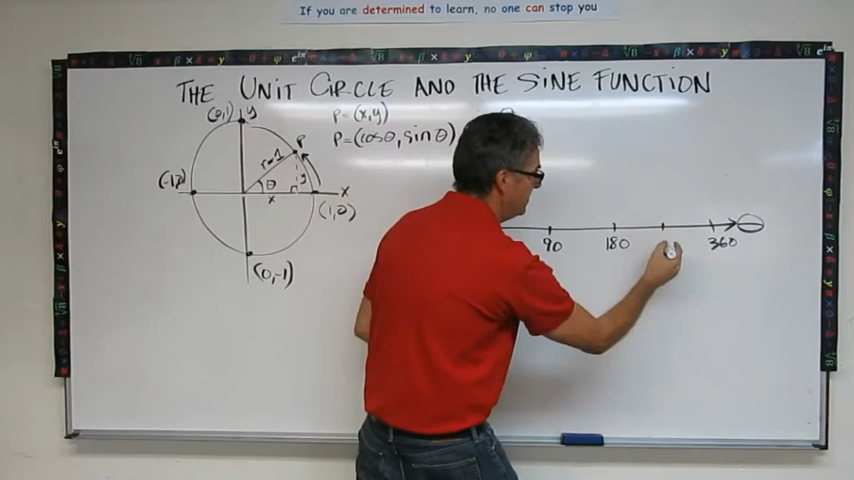 If you are determined to learn, no one can stop you
THE UNIT CIRCLE AND THE SINE FUNCTION
(0,1) y
P=(x,y)
P=(cosθ, sinθ)
P
r=1
θ
y
x
(-1,0)
x
(1,0)
(0,-1)
90 180 360
θ